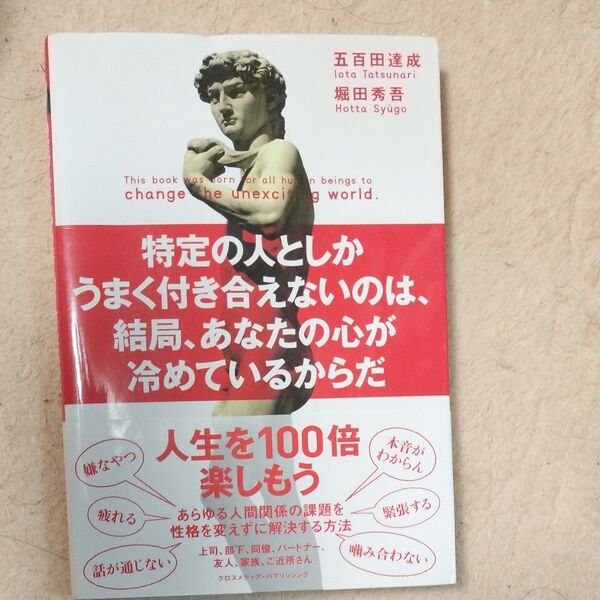 五百田達成
Iota Tatsunari
堀田秀吾
Hotta Syūgo
This book was born for all human beings to
change the unexciting world.
特定の人としか
うまく付き合えないのは、
結局、あなたの心が
冷めているからだ
人生を100倍
楽しもう
嫌なやつ
疲れる
話が通じない
本音が
わからん
緊張する
噛み合わない
あらゆる人間関係の課題を
性格を変えずに解決する方法
上司、部下、同僚、パートナー、
友人、家族、ご近所さん
クロスメディア・パブリッシング